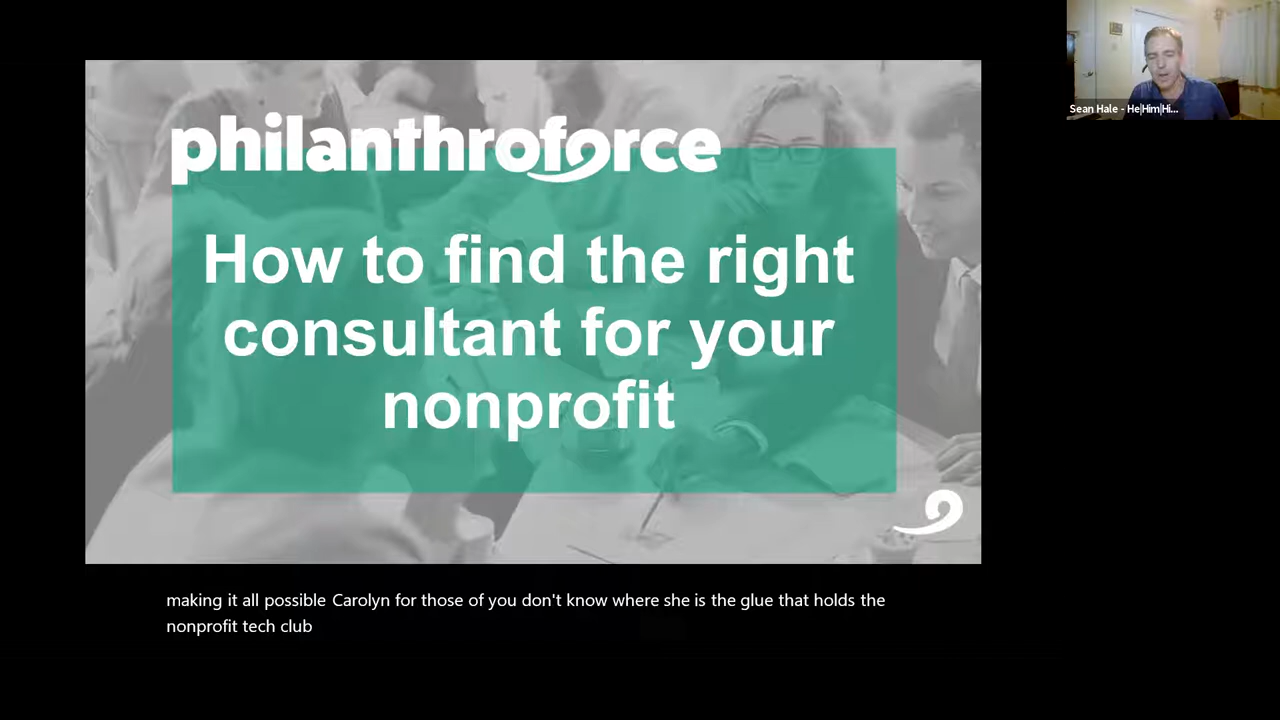 philanthroforce
How to find the right
consultant for your
nonprofit
Sean Hale - He|Him|Hi...
making it all possible Carolyn for those of you don't know where she is the glue that holds the
nonprofit tech club